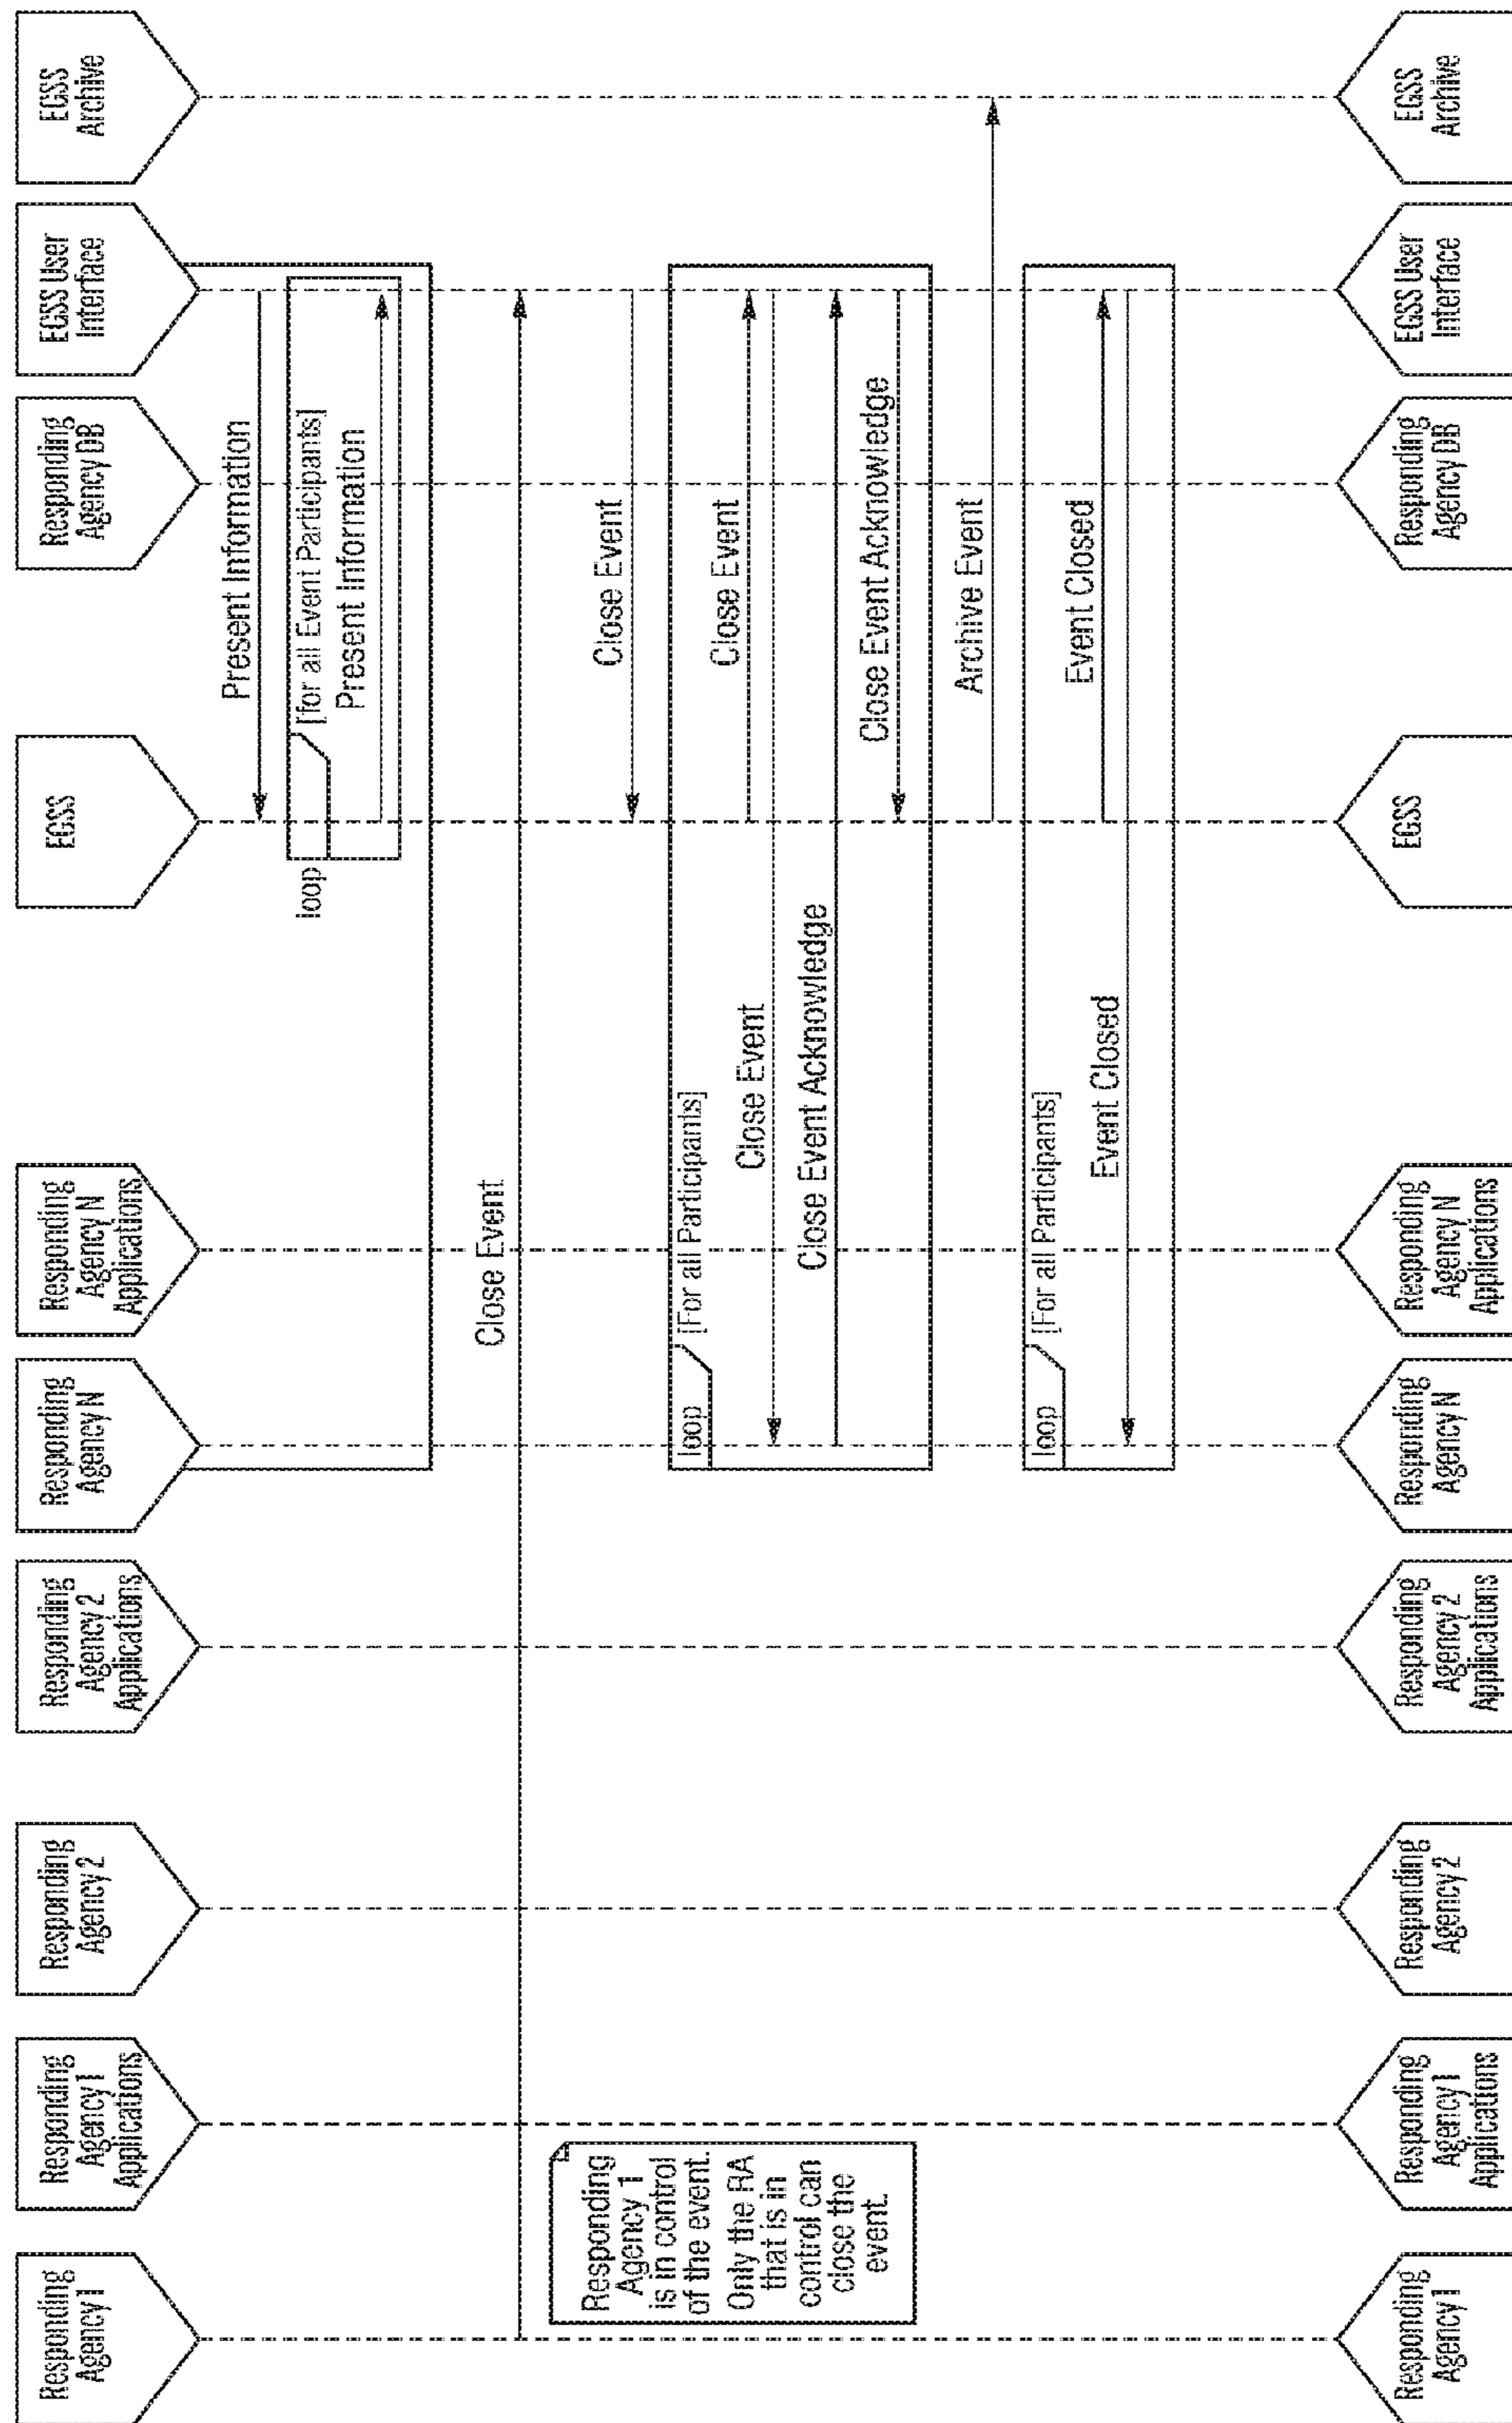 Responding
Agency 1
Responding
Agency 1
Applications
Responding
Agency 2
Responding
Agency 2
Applications
Responding
Agency N
Responding
Agency N
Applications
EGSS
Responding
Agency DB
EGSS User
Interface
EGSS
Archive
Present Information
loop
[for all Event Participants]
Present Information
Close Event
Responding
Agency 1
is in control
of the event.
Only the RA
that is in
control can
close the
event.
Close Event
loop
[For all Participants]
Close Event
Close Event
Close Event Acknowledge
Close Event Acknowledge
Archive Event
loop
[For all Participants]
Event Closed
Event Closed
Responding
Agency 1
Responding
Agency 1
Applications
Responding
Agency 2
Responding
Agency 2
Applications
Responding
Agency N
Responding
Agency N
Applications
EGSS
Responding
Agency DB
EGSS User
Interface
EGSS
Archive